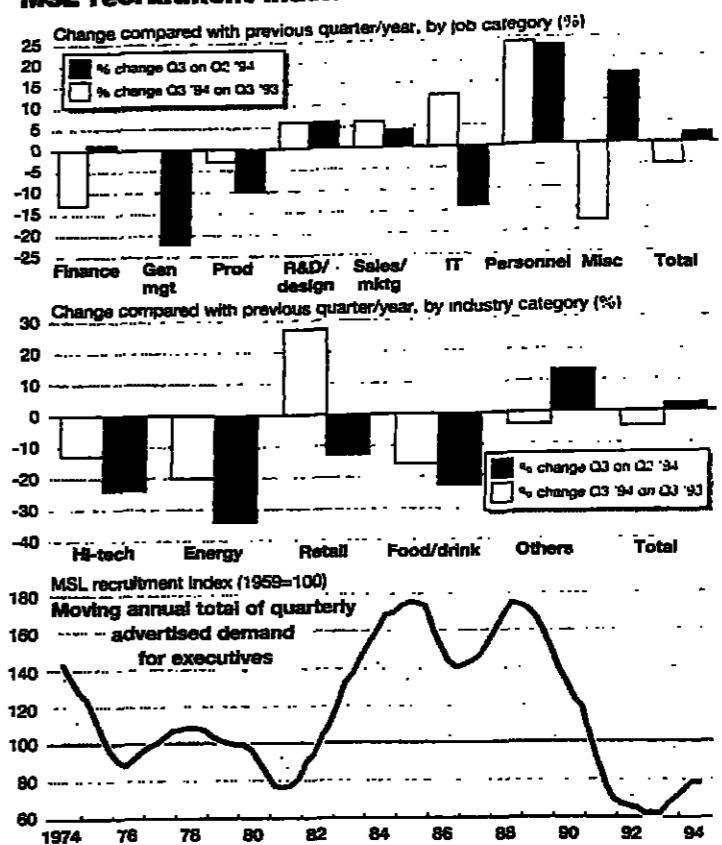 Change compared with previous quarter/year, by job category (%)
25
20
15
10
5
0
-5
-10
-15
-20
-25
% change Q3 on Q2 '94
% change Q3 '94 on Q3 '93
Finance
Gen mgt
Prod
R&D/ design
Sales/ mktg
IT
Personnel
Misc
Total
Change compared with previous quarter/year, by industry category (%)
30
20
10
0
-10
-20
-30
-40
% change Q3 on Q2 '94
% change Q3 '94 on Q3 '93
Hi-tech
Energy
Retail
Food/drink
Others
Total
MSL recruitment index (1959=100)
Moving annual total of quarterly
advertised demand
for executives
180
160
140
120
100
80
60
1974 76 78 80 82 84 86 88 90 92 94